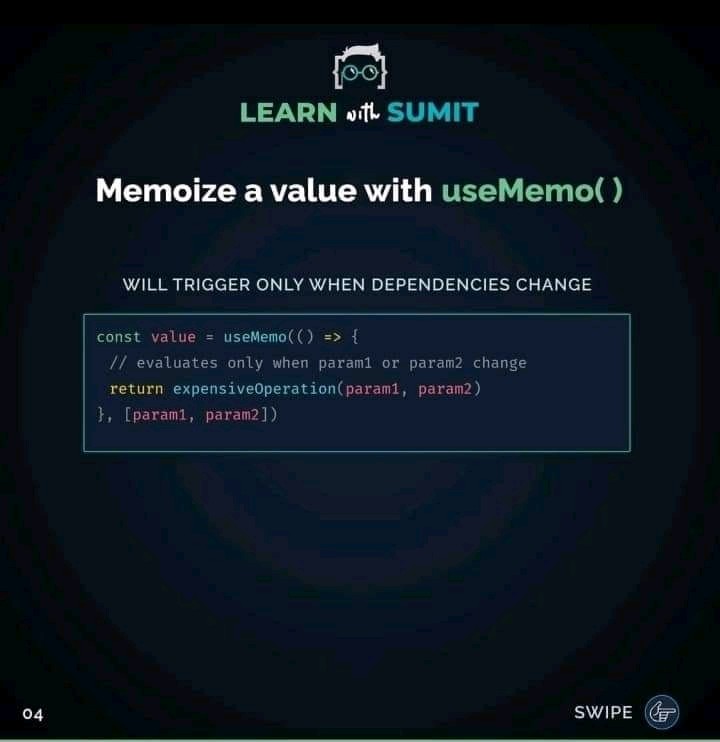 LEARN with SUMIT
Memoize a value with useMemo( )
WILL TRIGGER ONLY WHEN DEPENDENCIES CHANGE
const value = useMemo(() => {
// evaluates only when param1 or param2 change
return expensiveOperation(param1, param2)
}, [param1, param2])
04
SWIPE